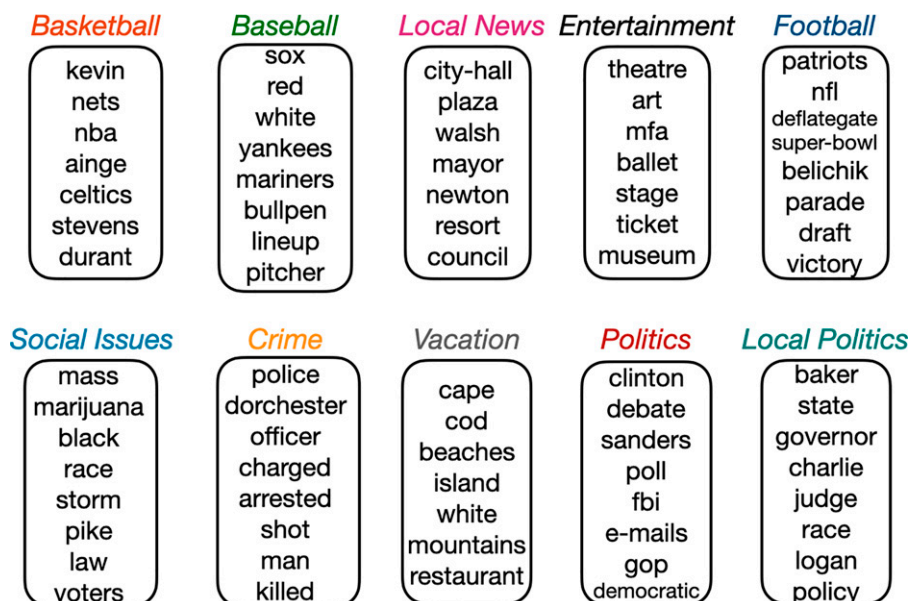 Basketball
kevin
nets
nba
ainge
celtics
stevens
durant
Baseball
sox
red
white
yankees
mariners
bullpen
lineup
pitcher
Local News
city-hall
plaza
walsh
mayor
newton
resort
council
Entertainment
theatre
art
mfa
ballet
stage
ticket
museum
Football
patriots
nfl
deflategate
super-bowl
belichik
parade
draft
victory
Social Issues
mass
marijuana
black
race
storm
pike
law
voters
Crime
police
dorchester
officer
charged
arrested
shot
man
killed
Vacation
cape
cod
beaches
island
white
mountains
restaurant
Politics
clinton
debate
sanders
poll
fbi
e-mails
gop
democratic
Local Politics
baker
state
governor
charlie
judge
race
logan
policy